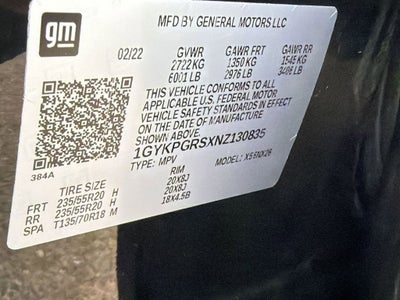 gm
MFD BY GENERAL MOTORS LLC
02/22 GVWR GAWR FRT GAWR RR
2722 KG 1350 KG 1545 KG
6001 LB 2976 LB 3406 LB
THIS VEHICLE CONFORMS TO ALL
APPLICABLE U.S. FEDERAL MOTOR
VEHICLE SAFETY STANDARDS IN EFFECT
ON THE DATE OF MANUFACTURE
SHOWN ABOVE.
1GYKPGRSXNZ130835
TYPE: MPV MODEL:
384A
TIRE SIZE RIM
FRT 235/55R20 H 20X8J
RR 235/55R20 H 20X8J
SPA T135/70R18 M 18X4.5B